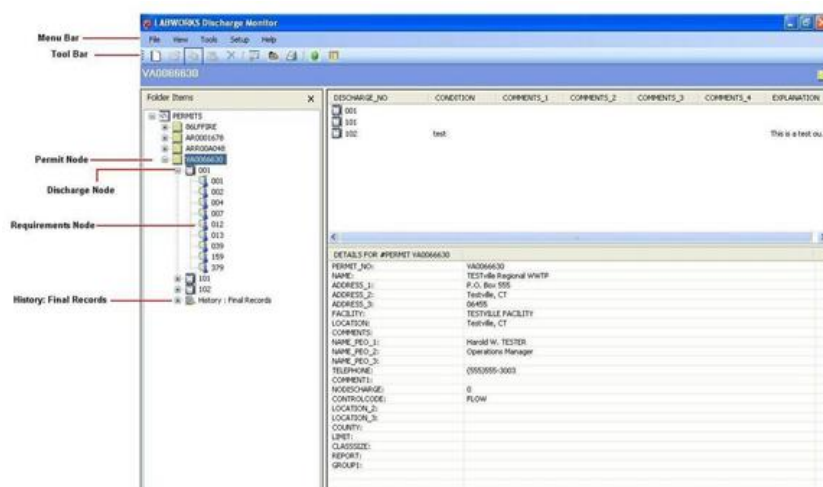 LABWORKS Discharge Monitor
Menu Bar
File View Tools Setup Help
Tool Bar
VA0066630
Folder Items X
DISCHARGE_NO CONDITION COMMENTS_1 COMMENTS_2 COMMENTS_3 COMMENTS_4 EXPLANATION
001
101
102 test This is a test ou...
PERMITS
06LFFIRE
AR0001678
ARR00A048
Permit Node
VA0066630
001
Discharge Node
001
002
004
007
Requirements Node
012
013
039
159
379
101
102
History: Final Records
History : Final Records
DETAILS FOR #PERMIT VA0066630
PERMIT_NO: VA0066630
NAME: TESTville Regional WWTP
ADDRESS_1: P.O. Box 555
ADDRESS_2: Testville, CT
ADDRESS_3: 06455
FACILITY: TESTVILLE FACILITY
LOCATION: Testville, CT
COMMENTS:
NAME_PEO_1: Harold W. TESTER
NAME_PEO_2: Operations Manager
NAME_PEO_3:
TELEPHONE: (555)555-3003
COMMENT1:
NODISCHARGE: 0
CONTROLCODE: FLOW
LOCATION_2:
LOCATION_3:
COUNTY:
LIMIT:
CLASSSIZE:
REPORT:
GROUP1: